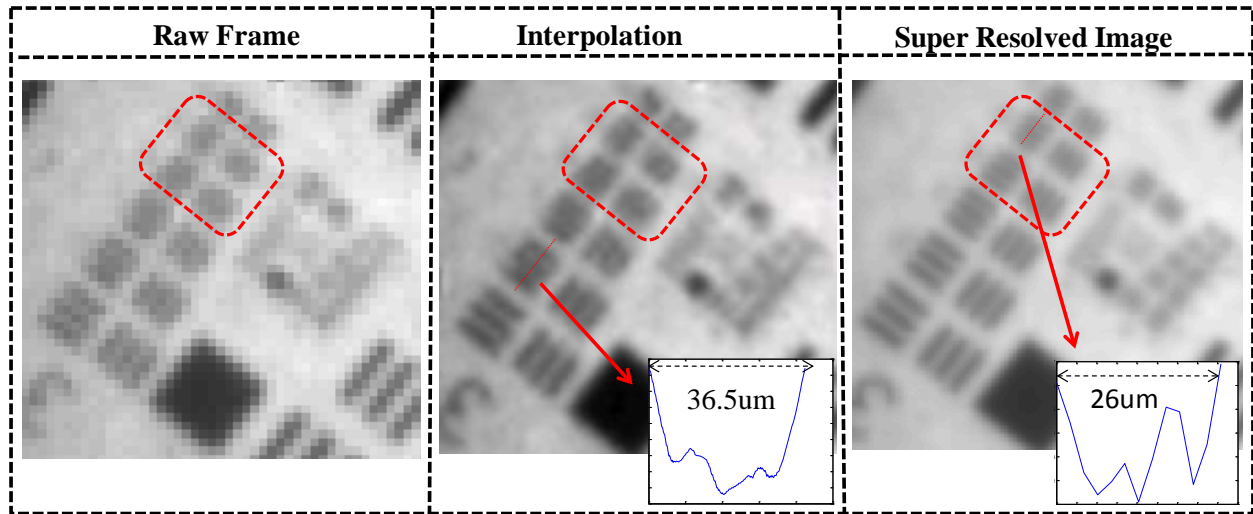 Raw Frame
Interpolation
Super Resolved Image
36.5um
26um